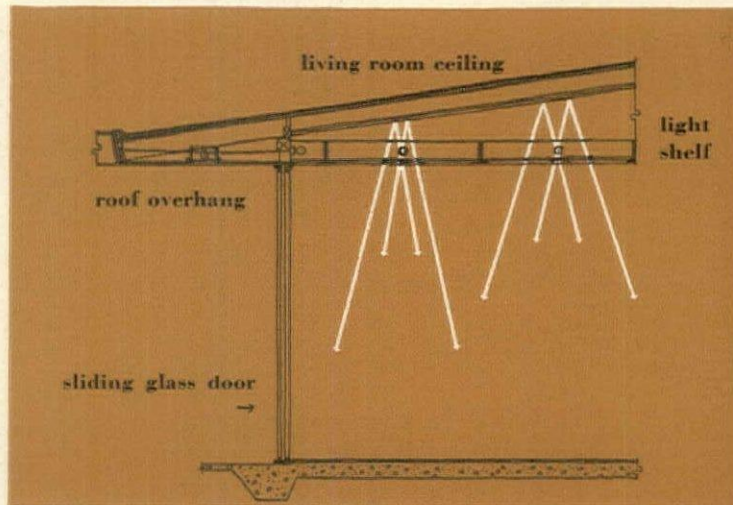 living room ceiling
light
shelf
roof overhang
sliding glass door
→